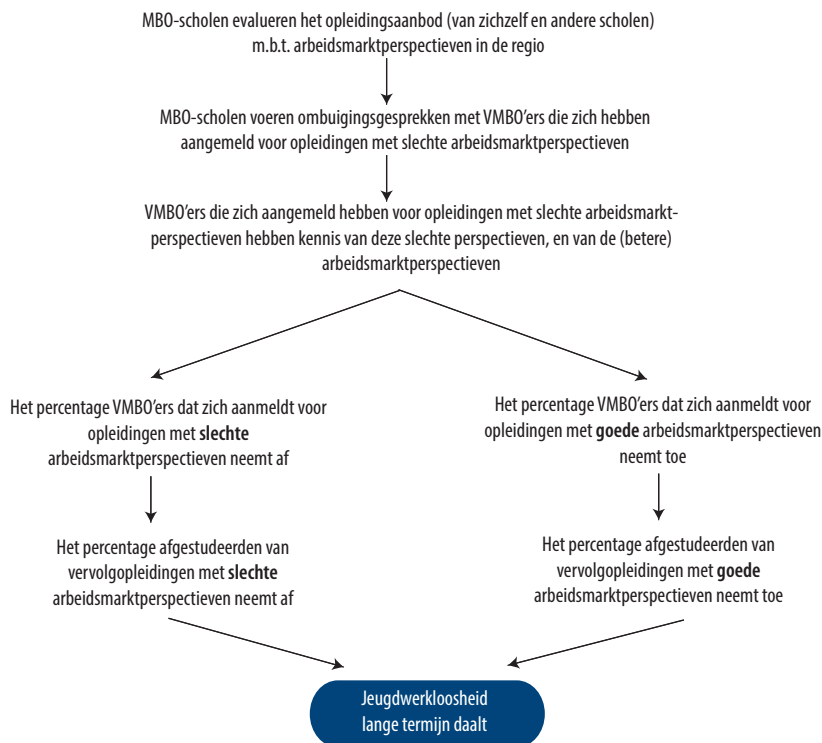 MBO-scholen evalueren het opleidingsaanbod (van zichzelf en andere scholen)
m.b.t. arbeidsmarktperspectieven in de regio
MBO-scholen voeren ombuigingsgesprekken met VMBO'ers die zich hebben
aangemeld voor opleidingen met slechte arbeidsmarktperspectieven
VMBO'ers die zich aangemeld hebben voor opleidingen met slechte arbeidsmarkt-
perspectieven hebben kennis van deze slechte perspectieven, en van de (betere)
arbeidsmarktperspectieven
Het percentage VMBO'ers dat zich aanmeldt voor
opleidingen met slechte
arbeidsmarktperspectieven neemt af
Het percentage VMBO'ers dat zich aanmeldt voor
opleidingen met goede arbeidsmarktperspectieven
neemt toe
Het percentage afgestudeerden van
vervolgopleidingen met slechte
arbeidsmarktperspectieven neemt af
Het percentage afgestudeerden van
vervolgopleidingen met goede
arbeidsmarktperspectieven neemt toe
Jeugdwerkloosheid
lange termijn daalt